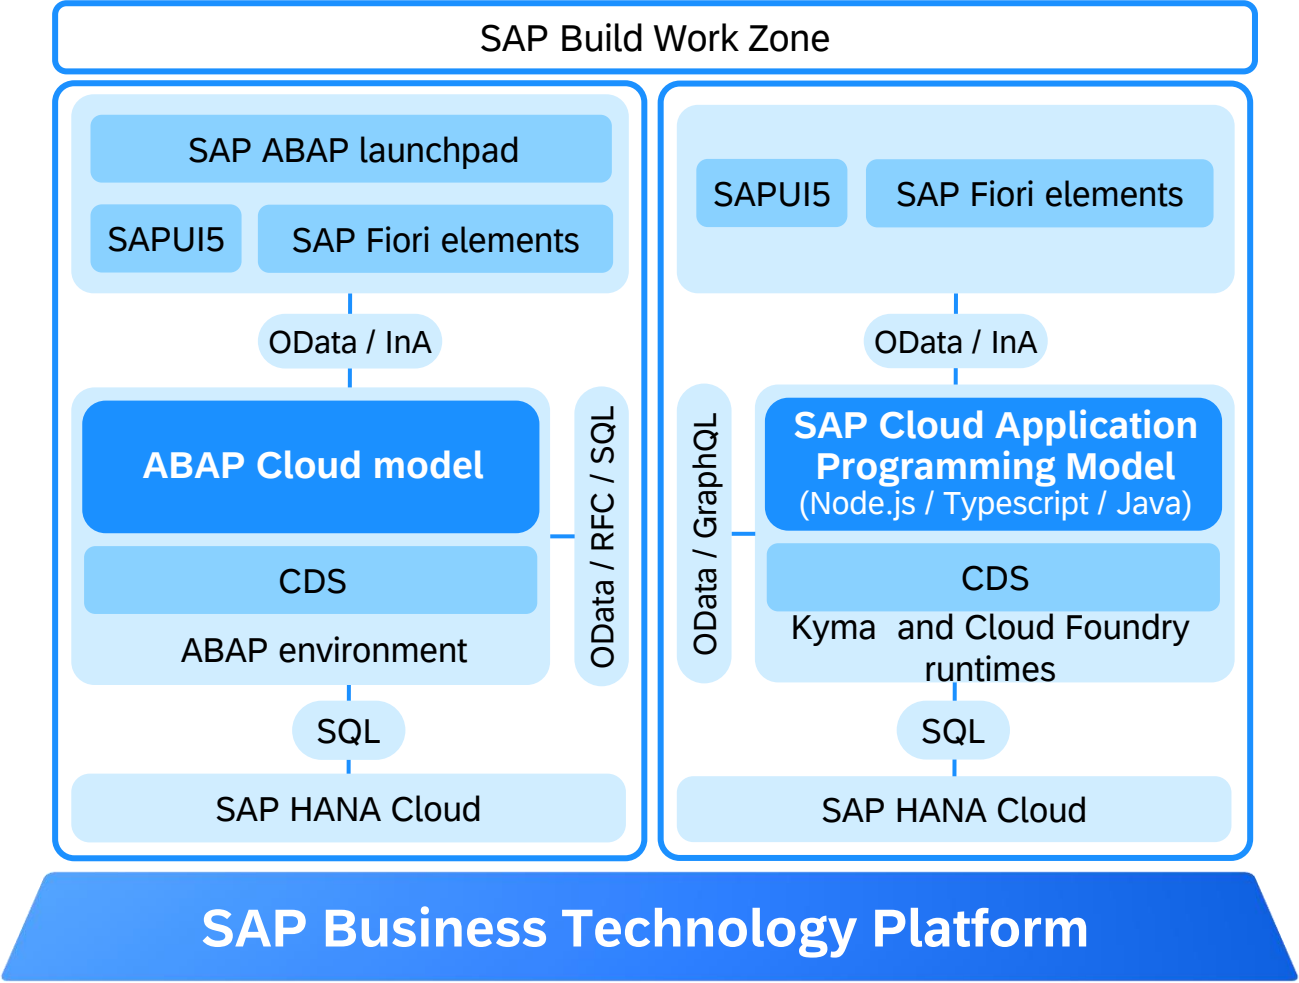 SAP Build Work Zone
SAP ABAP launchpad
SAPUI5
SAP Fiori elements
OData / InA
ABAP Cloud model
CDS
ABAP environment
OData / RFC / SQL
SQL
SAP HANA Cloud
SAPUI5
SAP Fiori elements
OData / InA
OData / GraphQL
SAP Cloud Application
Programming Model
(Node.js / Typescript / Java)
CDS
Kyma  and Cloud Foundry
runtimes
SQL
SAP HANA Cloud
SAP Business Technology Platform